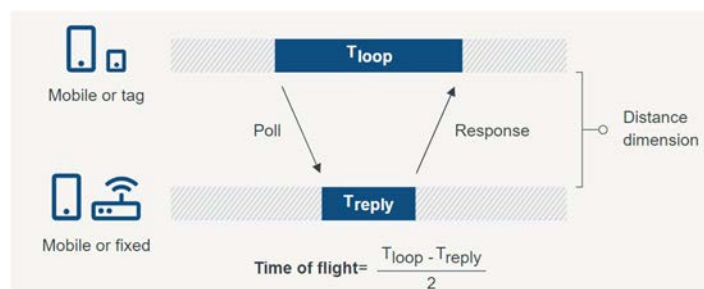 Tloop
Mobile or tag
Poll
Response
Distance
dimension
Treply
Mobile or fixed
Time of flight= Tloop - Treply
2